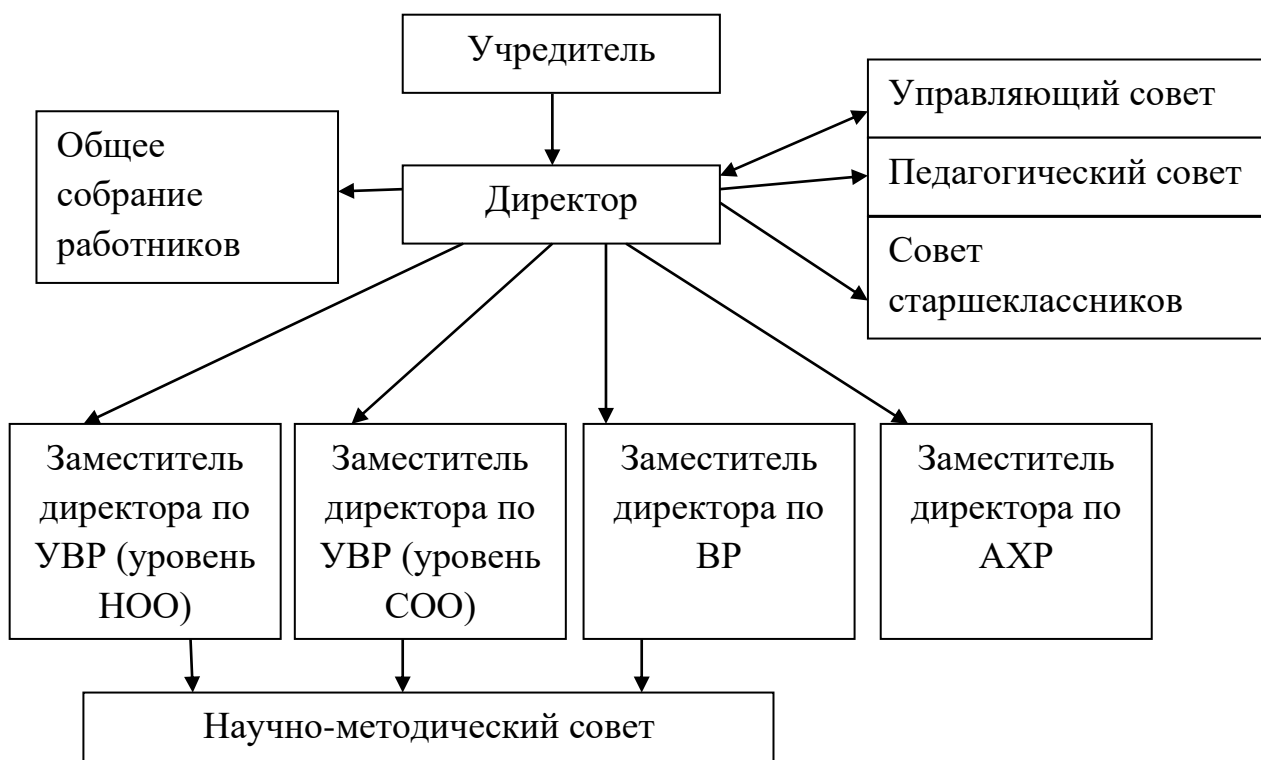 Учредитель
Управляющий совет
Общее
собрание
работников
Директор
Педагогический совет
Совет
старшеклассников
Заместитель
директора по
УВР (уровень
НОО)
Заместитель
директора по
УВР (уровень
СОО)
Заместитель
директора по
ВР
Заместитель
директора по
АХР
Научно-методический совет